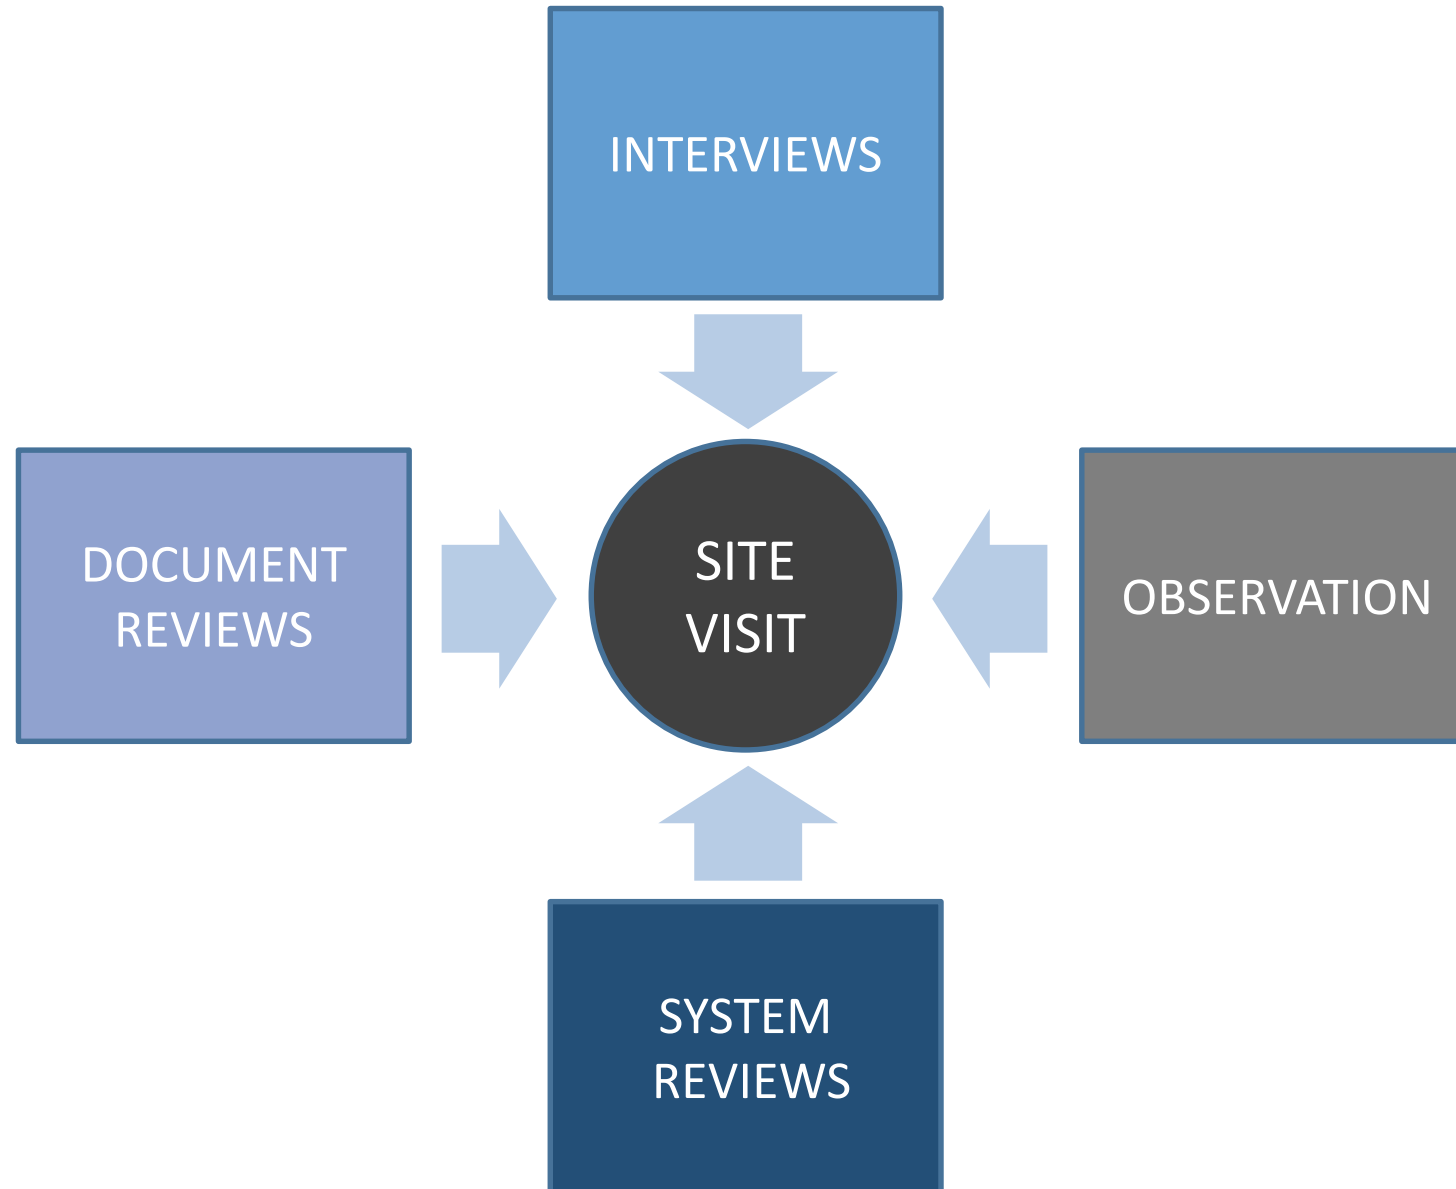 INTERVIEWS
DOCUMENT
REVIEWS
SITE
VISIT
OBSERVATION
SYSTEM
REVIEWS